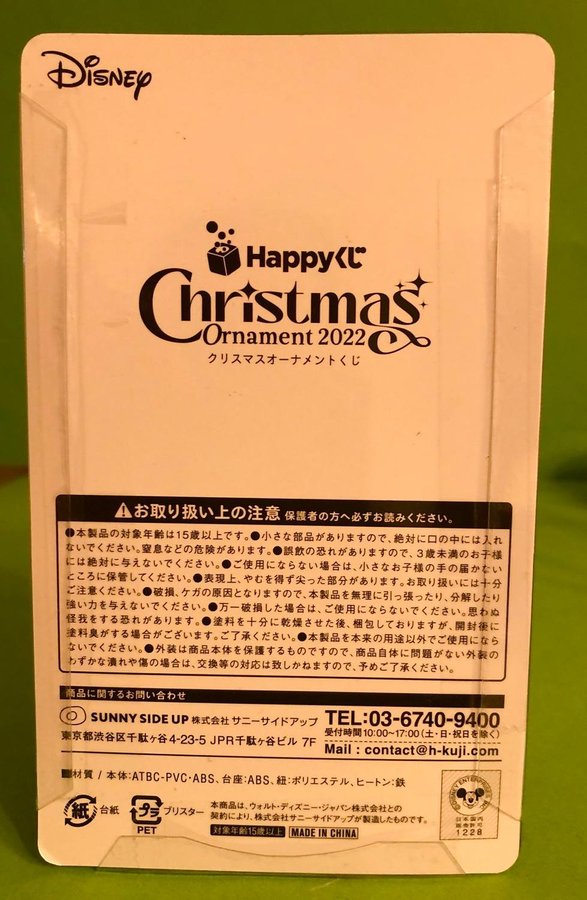 Disney
Happyくじ
Christmas
Ornament 2022
クリスマスオーナメントくじ
⚠お取り扱い上の注意 保護者の方へ必ずお読みください。
●本製品の対象年齢は15歳以上です。●小さな部品がありますので、絶対に口の中には入れ
ないでください。窒息などの危険があります。●誤飲の恐れがありますので、3歳未満のお子様
には絶対に与えないでください。●ご使用にならない場合は、小さなお子様の手の届かない
ところに保管してください。●表現上、やむを得ず尖った部分があります。お取り扱いには十分
ご注意ください。●破損、ケガの原因となりますので、本製品を無理に引っ張ったり、分解したり
強い力を与えないでください。●万一破損した場合は、ご使用にならないでください。思わぬ
怪我をする恐れがあります。●塗料を十分に乾燥させた後、梱包しておりますが、開封後に
塗料臭がする場合がございます。ご了承ください。●本製品を本来の用途以外でご使用になら
ないでください。●外装は商品本体を保護するものですので、商品自体に問題がない外装の
わずかな潰れや傷の場合は、交換等の対応は致しかねますので、予めご了承ください。
商品に関するお問い合わせ
SUNNY SIDE UP 株式会社 サニーサイドアップ
東京都渋谷区千駄ヶ谷4-23-5 JPR千駄ヶ谷ビル 7F
TEL:03-6740-9400
受付時間10:00〜17:00(土・日・祝日を除く)
Mail : contact@h-kuji.com
■材質 / 本体:ATBC-PVC・ABS、台座:ABS、紐:ポリエステル、ヒートン:鉄
紙 台紙
プラ ブリスター
PET
本商品は、ウォルト・ディズニー・ジャパン株式会社との
契約により、株式会社サニーサイドアップが製造したものです。
対象年齢15歳以上 MADE IN CHINA
日本国内
販売許可
1228